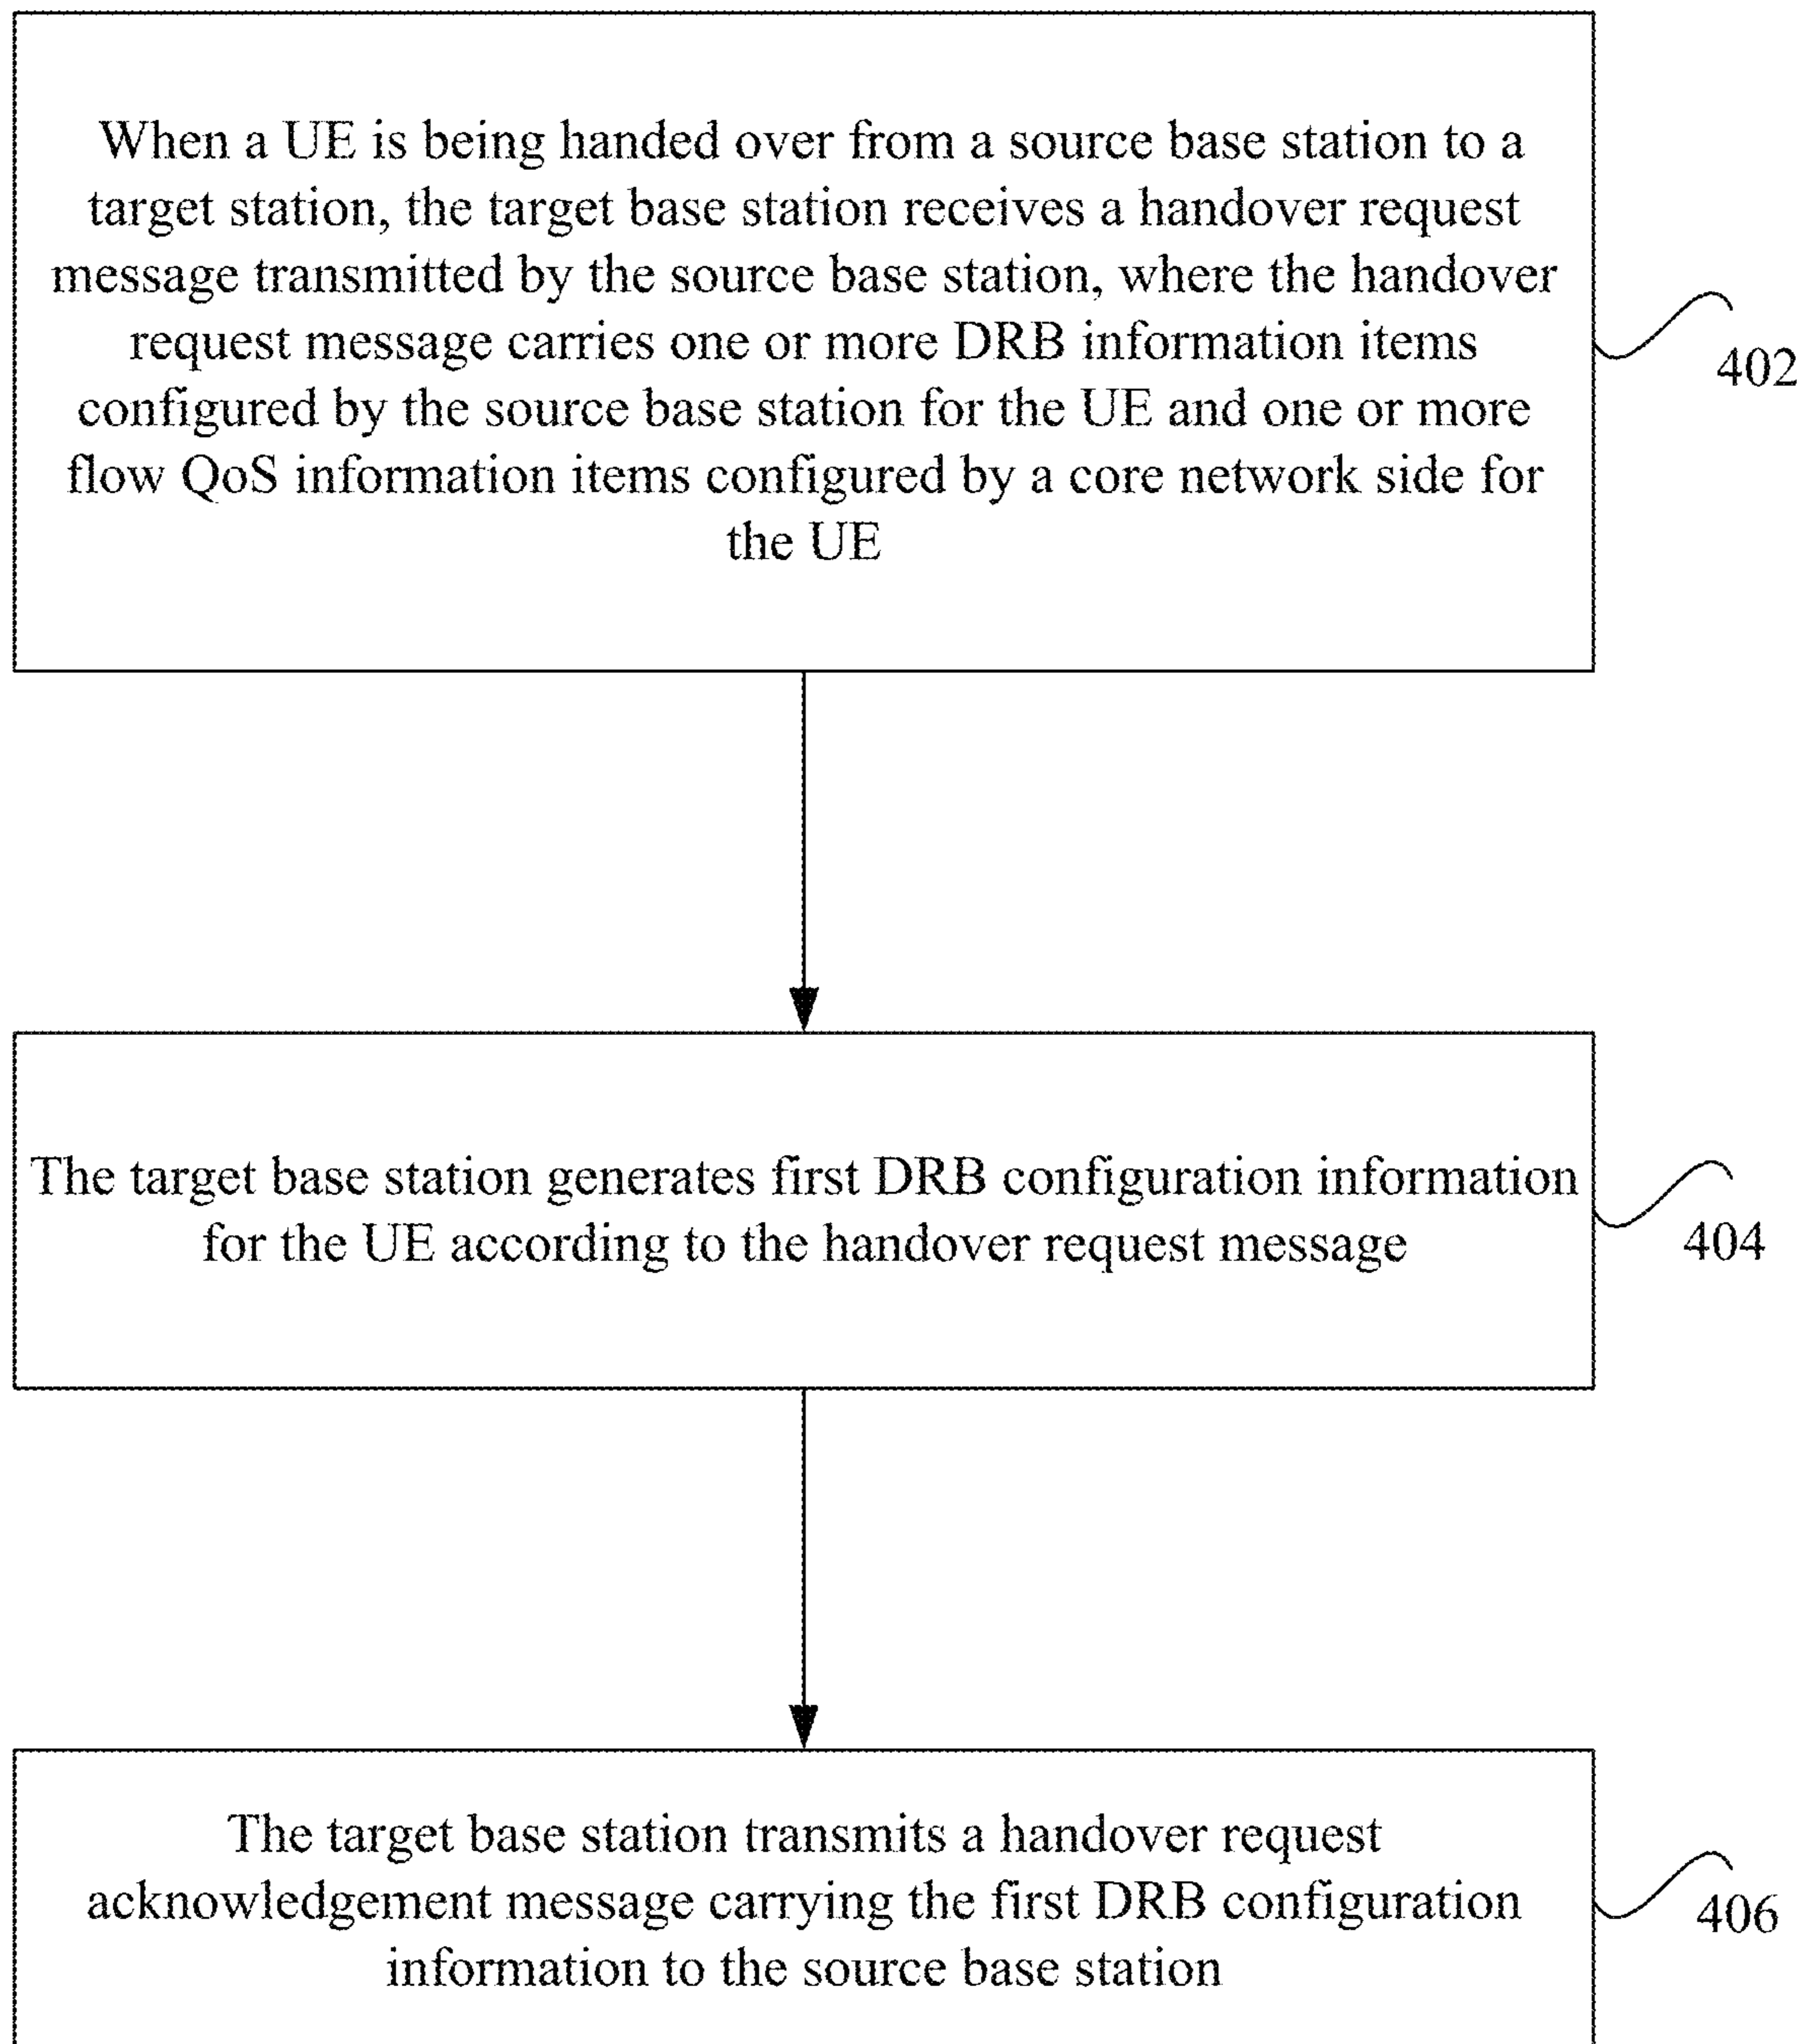 When a UE is being handed over from a source base station to a
target station, the target base station receives a handover request
message transmitted by the source base station, where the handover
request message carries one or more DRB information items
configured by the source base station for the UE and one or more
flow QoS information items configured by a core network side for
the UE
402
The target base station generates first DRB configuration information
for the UE according to the handover request message
404
The target base station transmits a handover request
acknowledgement message carrying the first DRB configuration
information to the source base station
406